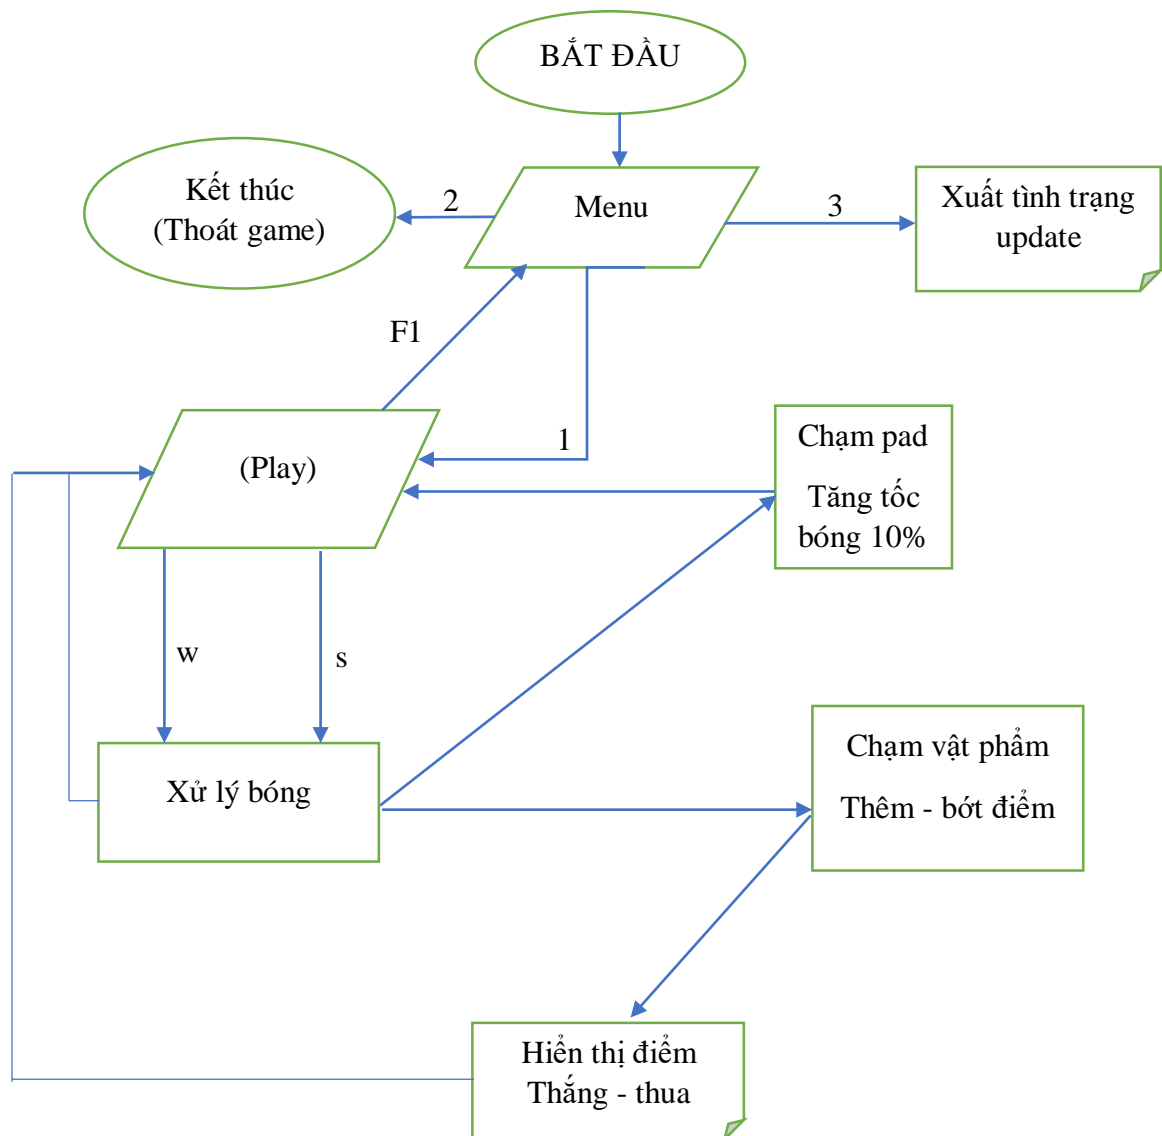 BẮT ĐẦU
Kết thúc
(Thoát game)
2
Menu
3
Xuất tình trạng
update
F1
1
(Play)
Chạm pad
Tăng tốc
bóng 10%
w
s
Xử lý bóng
Chạm vật phẩm
Thêm - bớt điểm
Hiển thị điểm
Thắng - thua